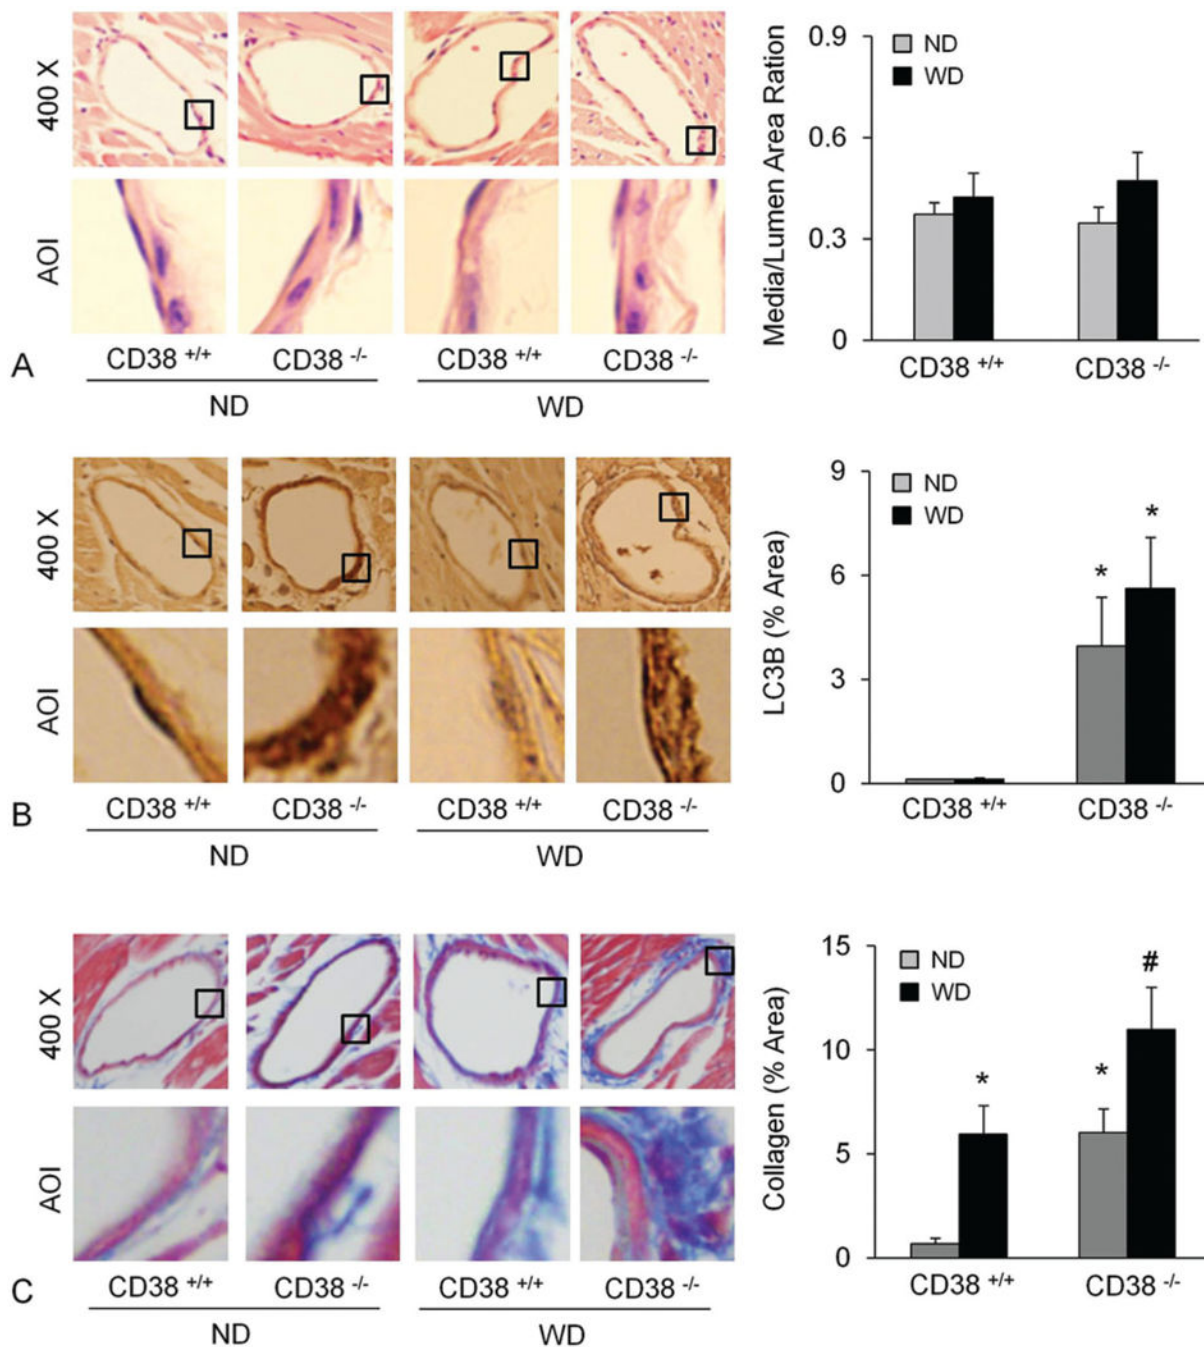 400 X
AOI
CD38 +/+ CD38 -/- CD38 +/+ CD38 -/-
A
ND WD
Media/Lumen Area Ration
0.9
0.6
0.3
0
ND
WD
CD38 +/+ CD38 -/-
400 X
AOI
CD38 +/+ CD38 -/- CD38 +/+ CD38 -/-
B
ND WD
LC3B (% Area)
9
6
3
0
ND
WD
* *
CD38 +/+ CD38 -/-
400 X
AOI
CD38 +/+ CD38 -/- CD38 +/+ CD38 -/-
C
ND WD
Collagen (% Area)
15
10
5
0
ND
WD
* * #
CD38 +/+ CD38 -/-